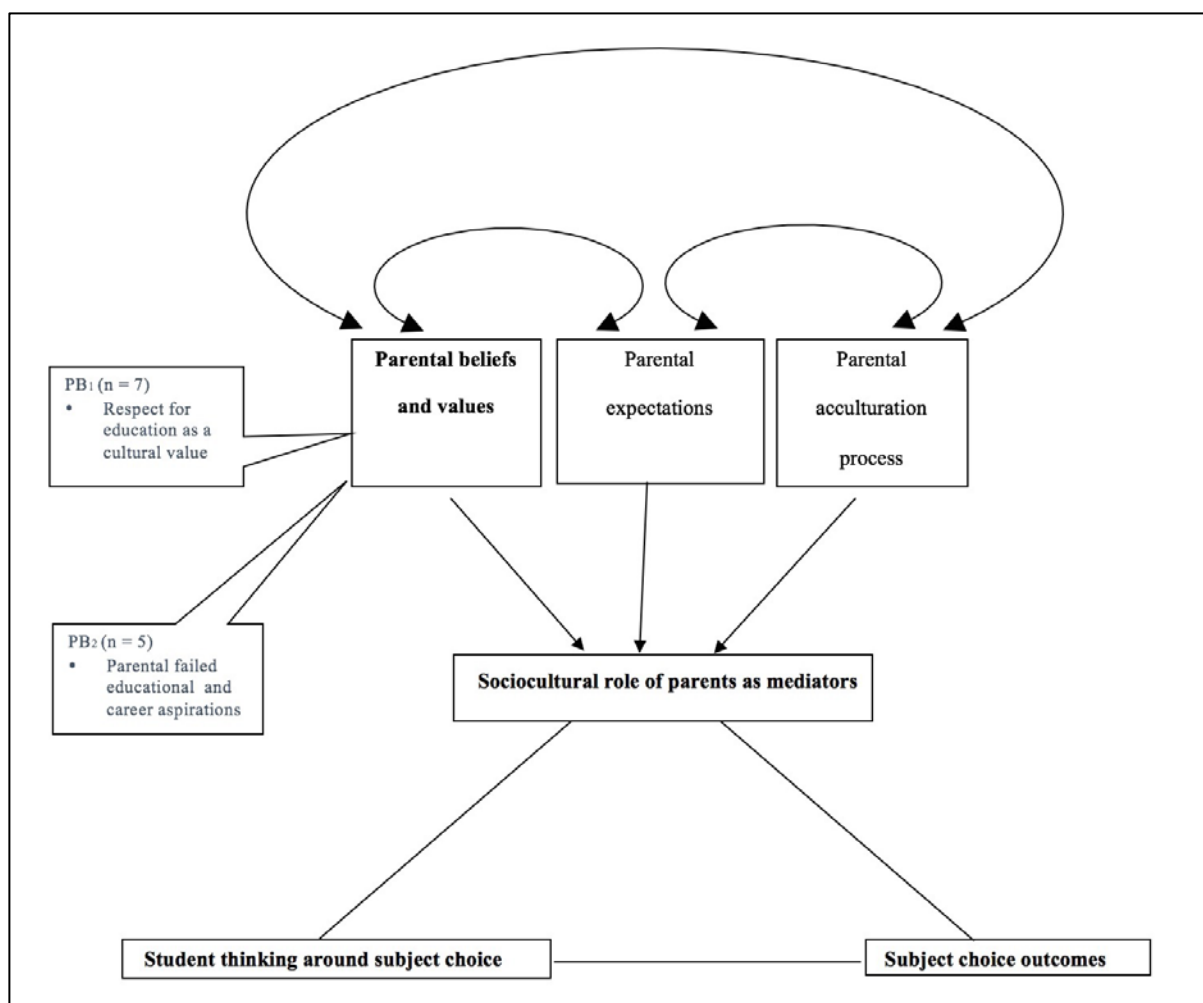 Parental beliefs
and values
Parental
expectations
Parental
acculturation
process
PB1 (n = 7)
• Respect for
education as a
cultural value
PB2 (n = 5)
• Parental failed
educational and
career aspirations
Sociocultural role of parents as mediators
Student thinking around subject choice
Subject choice outcomes